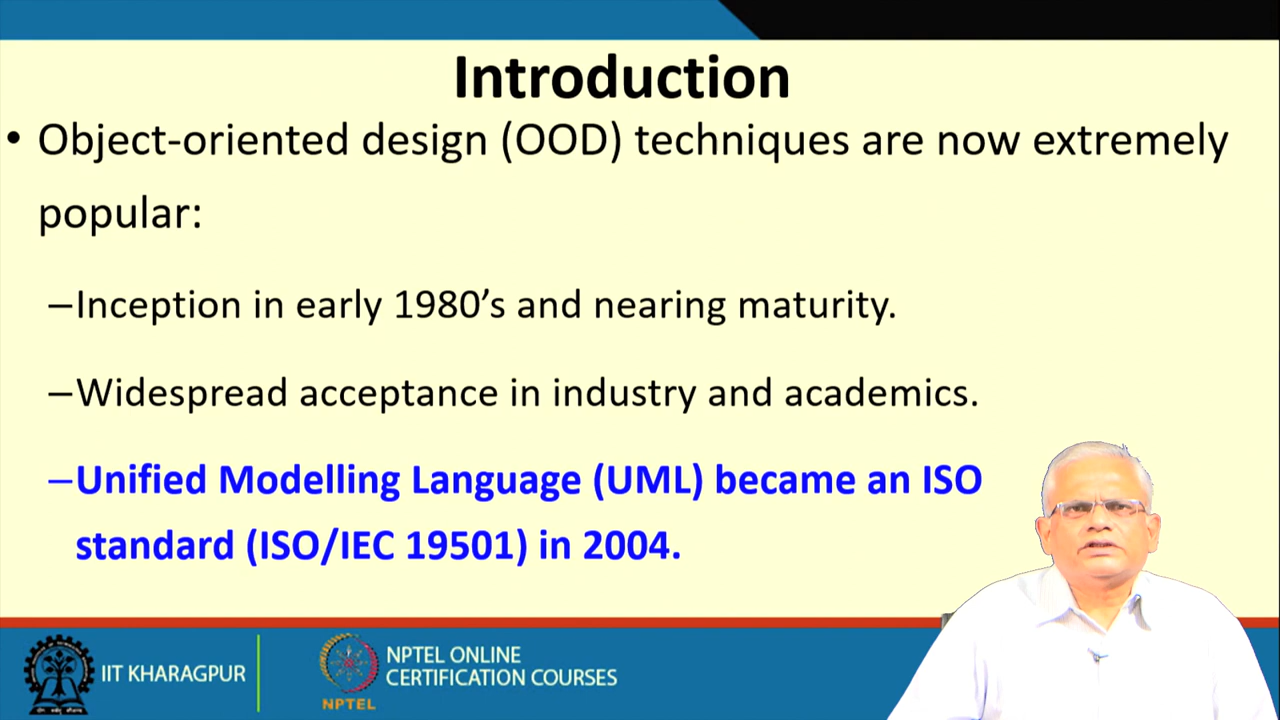 Introduction
• Object-oriented design (OOD) techniques are now extremely
popular:
–Inception in early 1980’s and nearing maturity.
–Widespread acceptance in industry and academics.
–Unified Modelling Language (UML) became an ISO
standard (ISO/IEC 19501) in 2004.
IIT KHARAGPUR
NPTEL
NPTEL ONLINE
CERTIFICATION COURSES